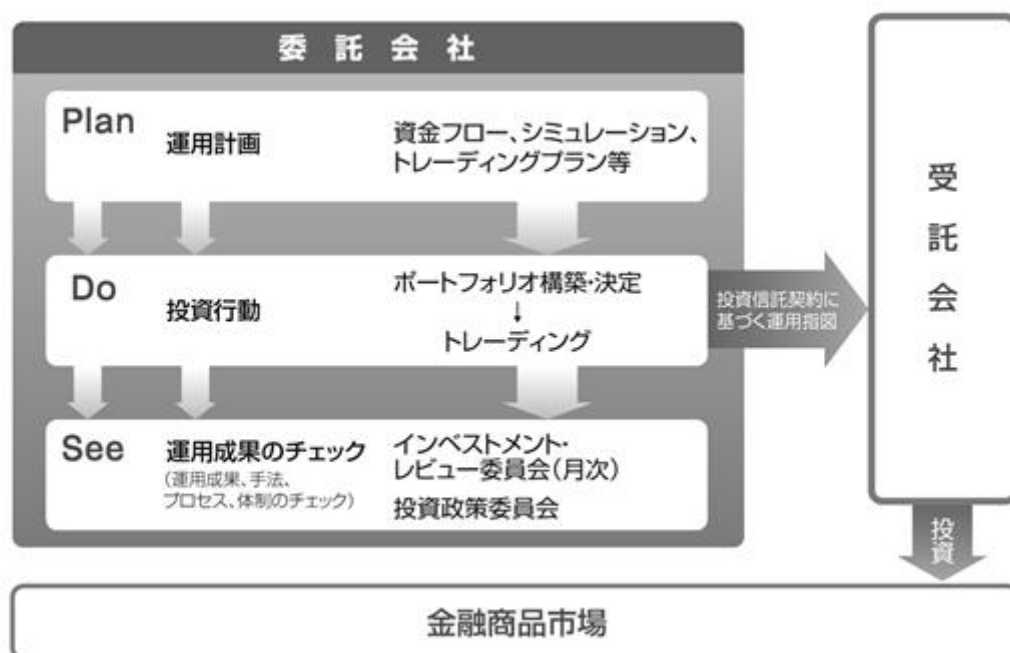 委託会社
Plan
運用計画
資金フロー、シミュレーション、
トレーディングプラン等
Do
投資行動
ポートフォリオ構築・決定
↓
トレーディング
投資信託契約に
基づく運用指図
See
運用成果のチェック
(運用成果、手法、
プロセス、体制のチェック)
インベストメント・
レビュー委員会(月次)
投資政策委員会
受託会社
投資
金融商品市場